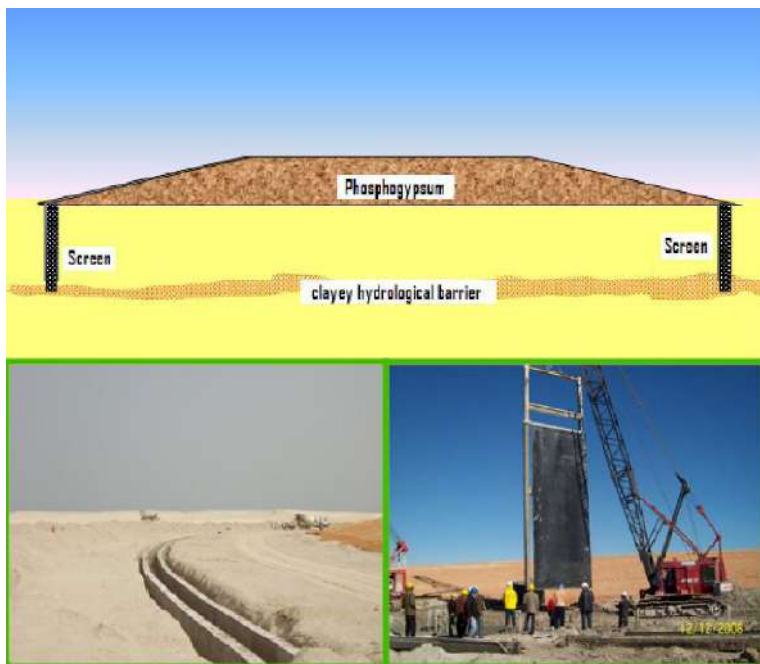 Phosphogypsum
Screen
Screen
clayey hydrological barrier
12/12/2008